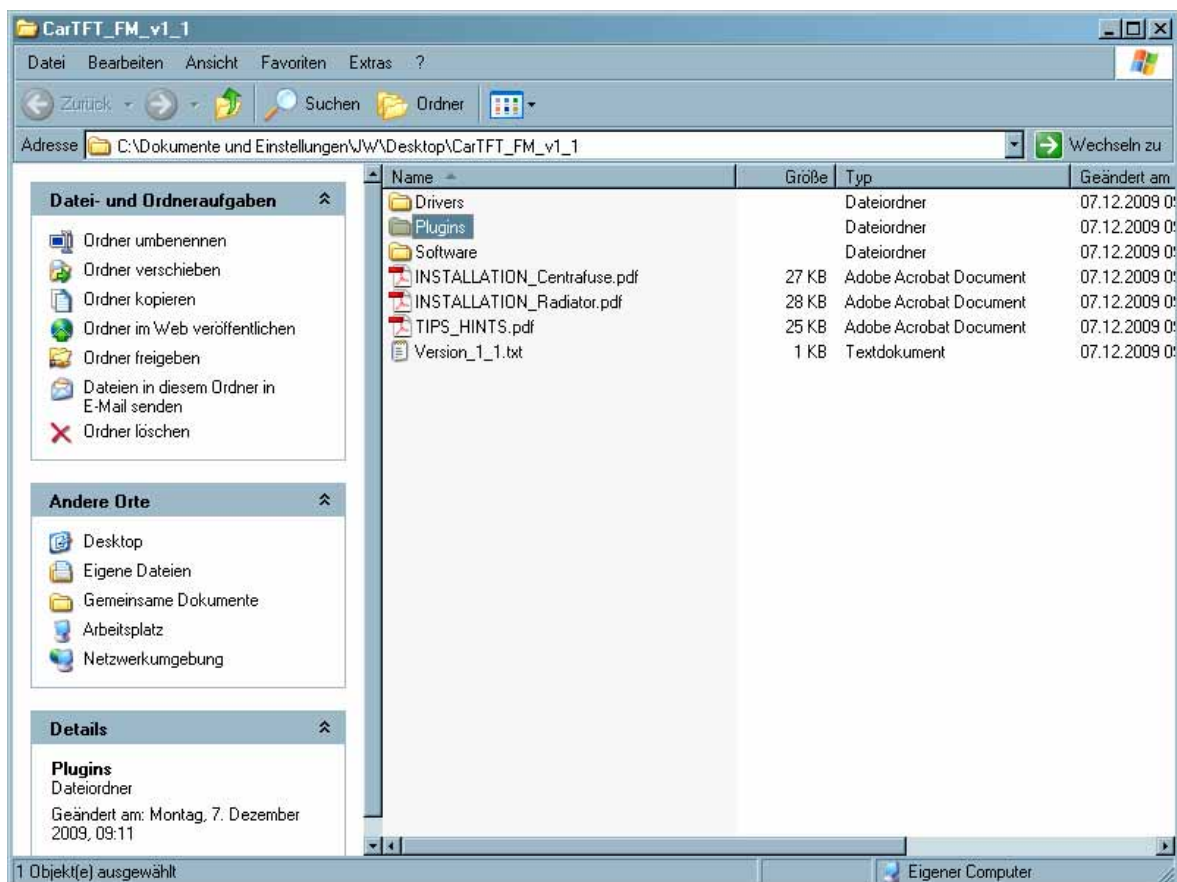 CarTFT_FM_v1_1
Datei Bearbeiten Ansicht Favoriten Extras ?
Zurück Suchen Ordner
Adresse C:\Dokumente und Einstellungen\JW\Desktop\CarTFT_FM_v1_1 Wechseln zu
Datei- und Ordneraufgaben
Ordner umbenennen
Ordner verschieben
Ordner kopieren
Ordner im Web veröffentlichen
Ordner freigeben
Dateien in diesem Ordner in
E-Mail senden
Ordner löschen
Andere Orte
Desktop
Eigene Dateien
Gemeinsame Dokumente
Arbeitsplatz
Netzwerkumgebung
Details
Plugins
Dateiordner
Geändert am: Montag, 7. Dezember
2009, 09:11
Name Größe Typ Geändert am
Drivers Dateiordner 07.12.2009
Plugins Dateiordner 07.12.2009
Software Dateiordner 07.12.2009
INSTALLATION_Centrafuse.pdf 27 KB Adobe Acrobat Document 07.12.2009
INSTALLATION_Radiator.pdf 28 KB Adobe Acrobat Document 07.12.2009
TIPS_HINTS.pdf 25 KB Adobe Acrobat Document 07.12.2009
Version_1_1.txt 1 KB Textdokument 07.12.2009
1 Objekt(e) ausgewählt Eigener Computer